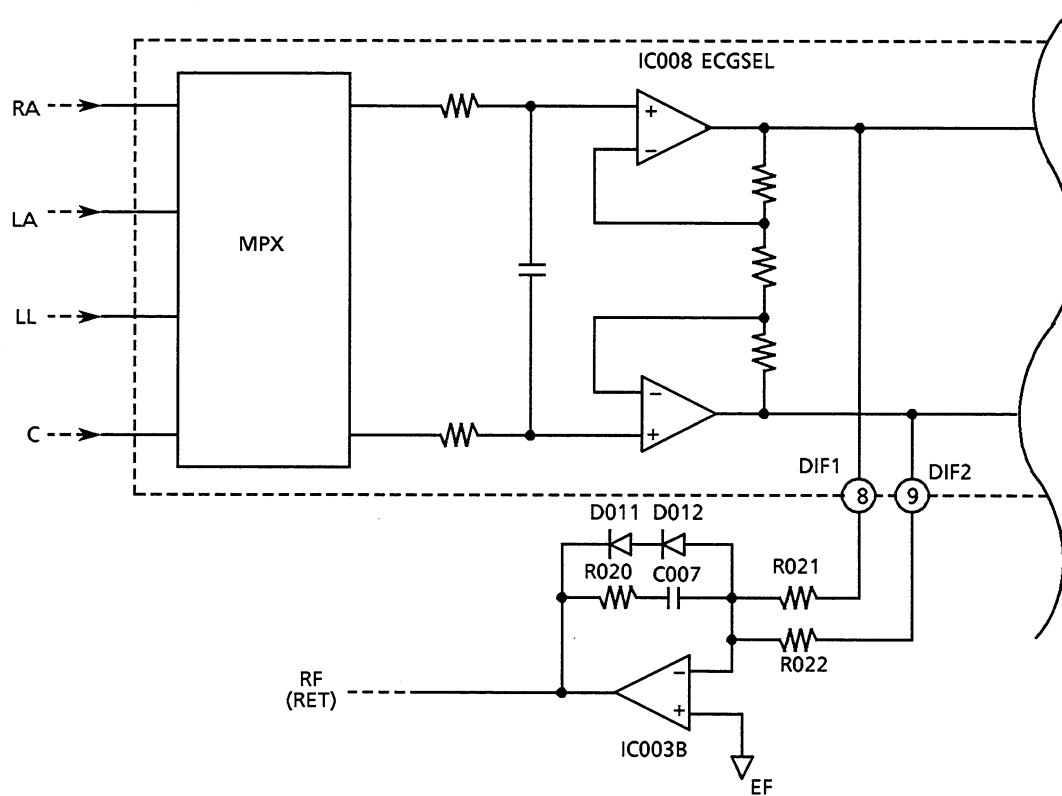 IC008 ECGSEL
RA
+
−
LA
MPX
LL
−
C
+
DIF1
DIF2
8
9
D011 D012
R020 C007
R021
R022
RF
(RET)
−
+
IC003B
EF